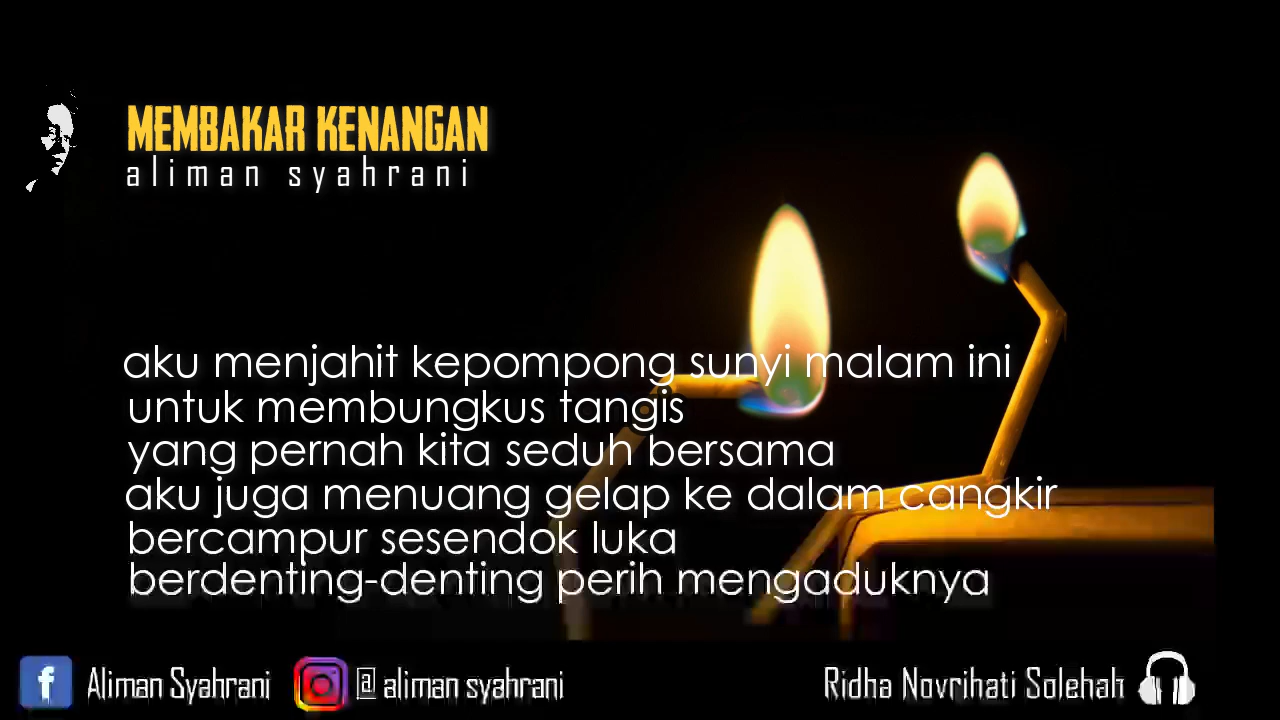 MEMBAKAR KENANGAN
aliman syahrani
aku menjahit kepompong sunyi malam ini
untuk membungkus tangis
yang pernah kita seduh bersama
aku juga menuang gelap ke dalam cangkir
bercampur sesendok luka
berdenting-denting perih mengaduknya
f Aliman Syahrani @ aliman syahrani Ridha Novrihati Solehah